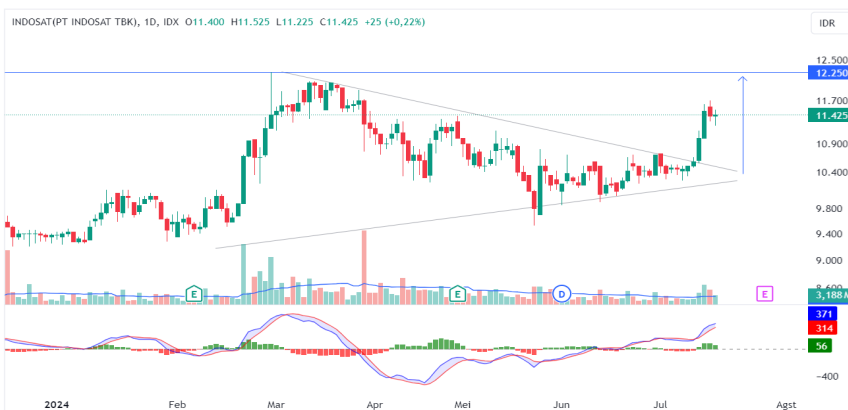 INDOSAT(PT INDOSAT TBK), 1D, IDX O11.400 H11.525 L11.225 C11.425 +25 (+0,22%)
IDR
12.500
12.250
11.700
11.425
10.900
10.400
9.800
9.400
9.000
E
E
D
E
3,188
371
314
56
−400
2024 Feb Mar Apr Mei Jun Jul Agst